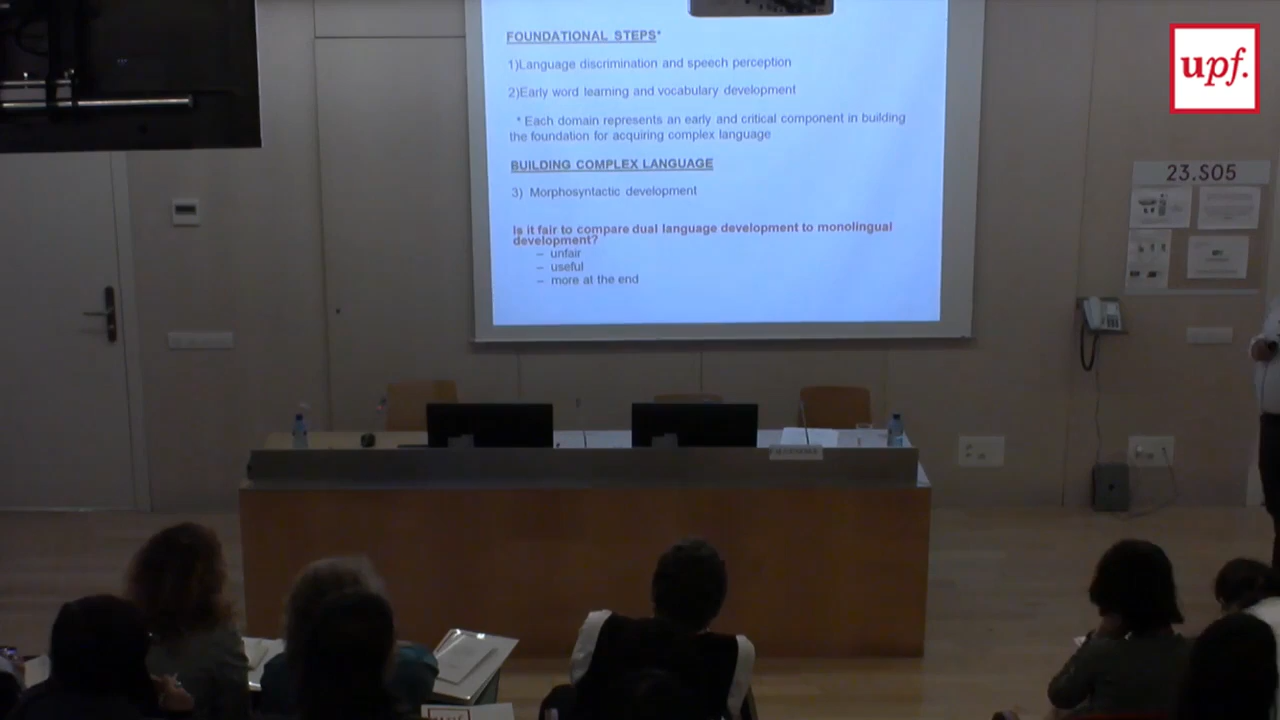 FOUNDATIONAL STEPS*
1)Language discrimination and speech perception
2)Early word learning and vocabulary development
* Each domain represents an early and critical component in building
the foundation for acquiring complex language
BUILDING COMPLEX LANGUAGE
3) Morphosyntactic development
Is it fair to compare dual language development to monolingual
development?
– unfair
– useful
– more at the end
upf.
23.S05